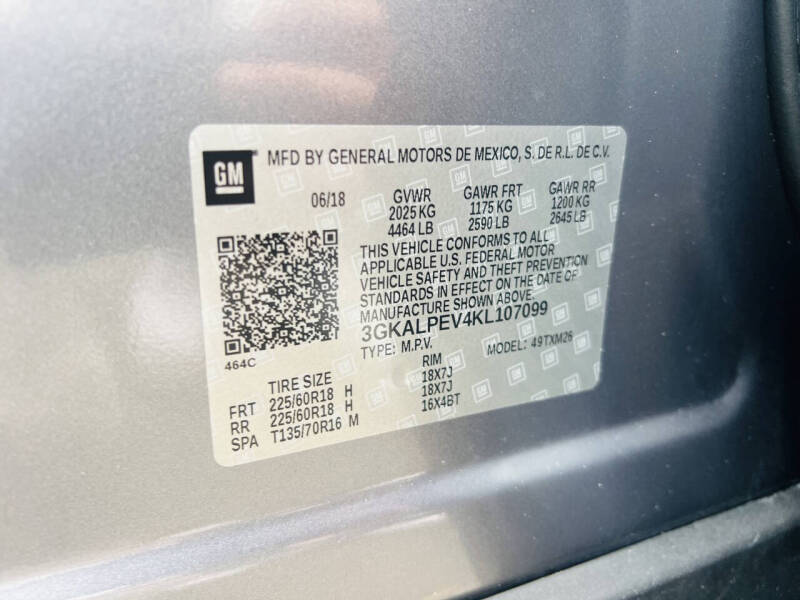 GM MFD BY GENERAL MOTORS DE MEXICO, S. DE R.L. DE C.V.
06/18 GVWR GAWR FRT GAWR RR
2025 KG 1175 KG 1200 KG
4464 LB 2590 LB 2645 LB
THIS VEHICLE CONFORMS TO ALL
APPLICABLE U.S. FEDERAL MOTOR
VEHICLE SAFETY AND THEFT PREVENTION
STANDARDS IN EFFECT ON THE DATE OF
MANUFACTURE SHOWN ABOVE.
3GKALPEV4KL107099
TYPE: M.P.V. MODEL: 49TXM26
464C
TIRE SIZE RIM
FRT 225/60R18 H 18X7J
RR 225/60R18 H 18X7J
SPA T135/70R16 M 16X4BT